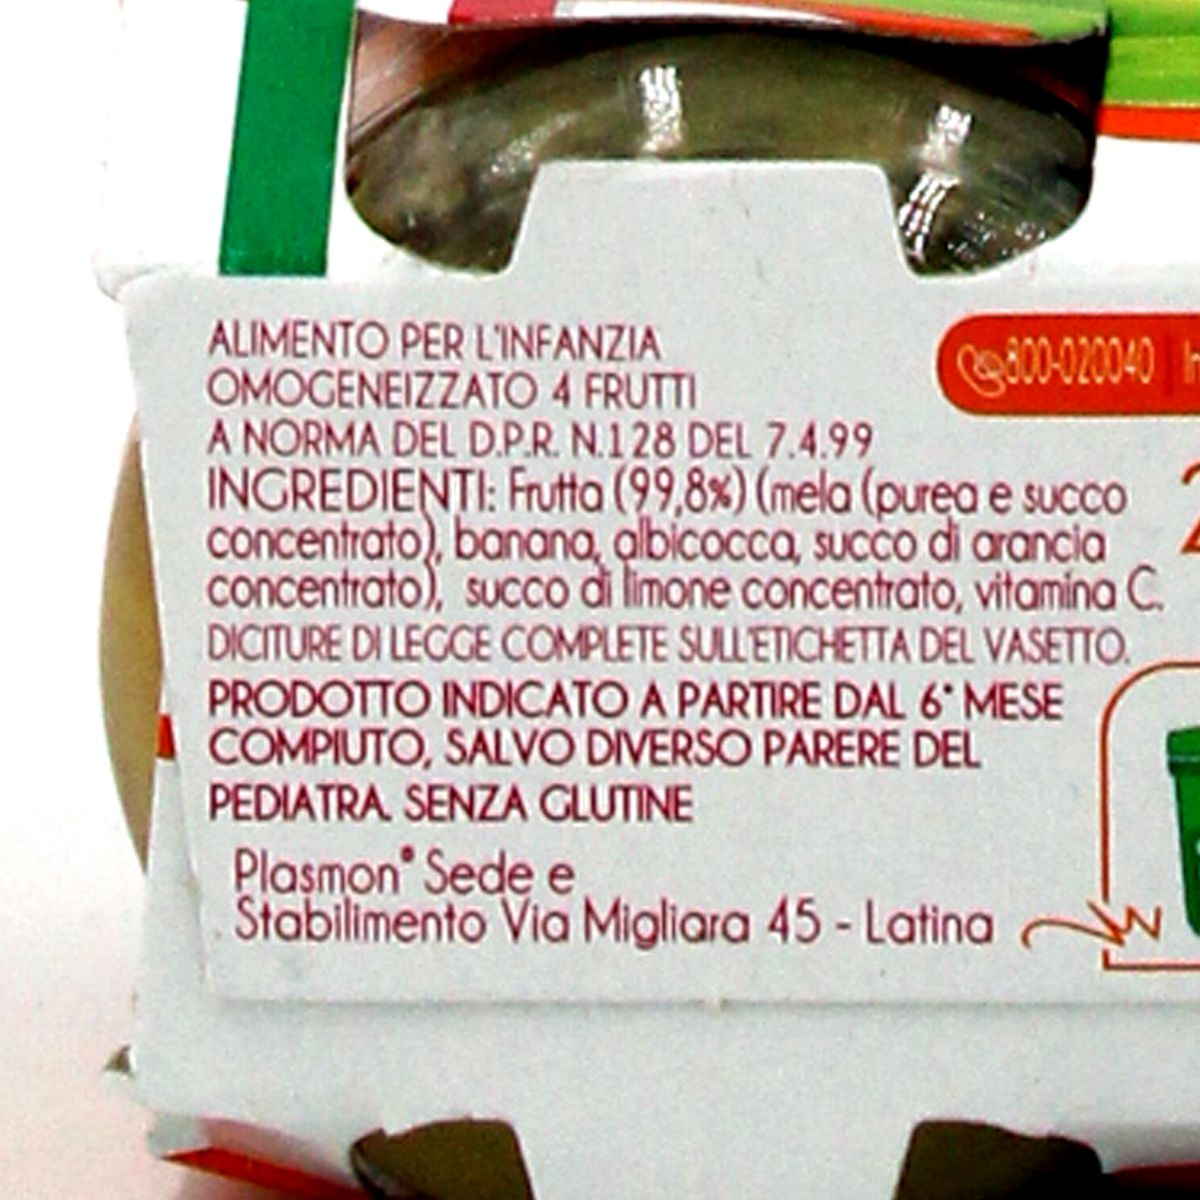 ALIMENTO PER L'INFANZIA
OMOGENEIZZATO 4 FRUTTI
A NORMA DEL D.P.R. N.128 DEL 7.4.99
INGREDIENTI: Frutta (99,8%) (mela (purea e succo
concentrato), banana, albicocca, succo di arancia
concentrato), succo di limone concentrato, vitamina C.
DICITURE DI LEGGE COMPLETE SULL'ETICHETTA DEL VASETTO.
PRODOTTO INDICATO A PARTIRE DAL 6° MESE
COMPIUTO, SALVO DIVERSO PARERE DEL
PEDIATRA. SENZA GLUTINE
Plasmon® Sede e
Stabilimento Via Migliara 45 - Latina
800-020040